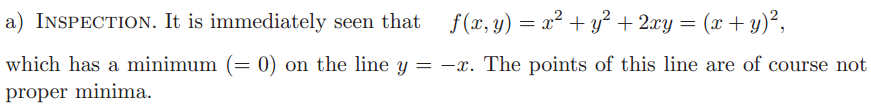 a) INSPECTION. It is immediately seen that f(x, y) = x² + y² + 2xy = (x + y)²,
which has a minimum (= 0) on the line y = −x. The points of this line are of course not
proper minima.